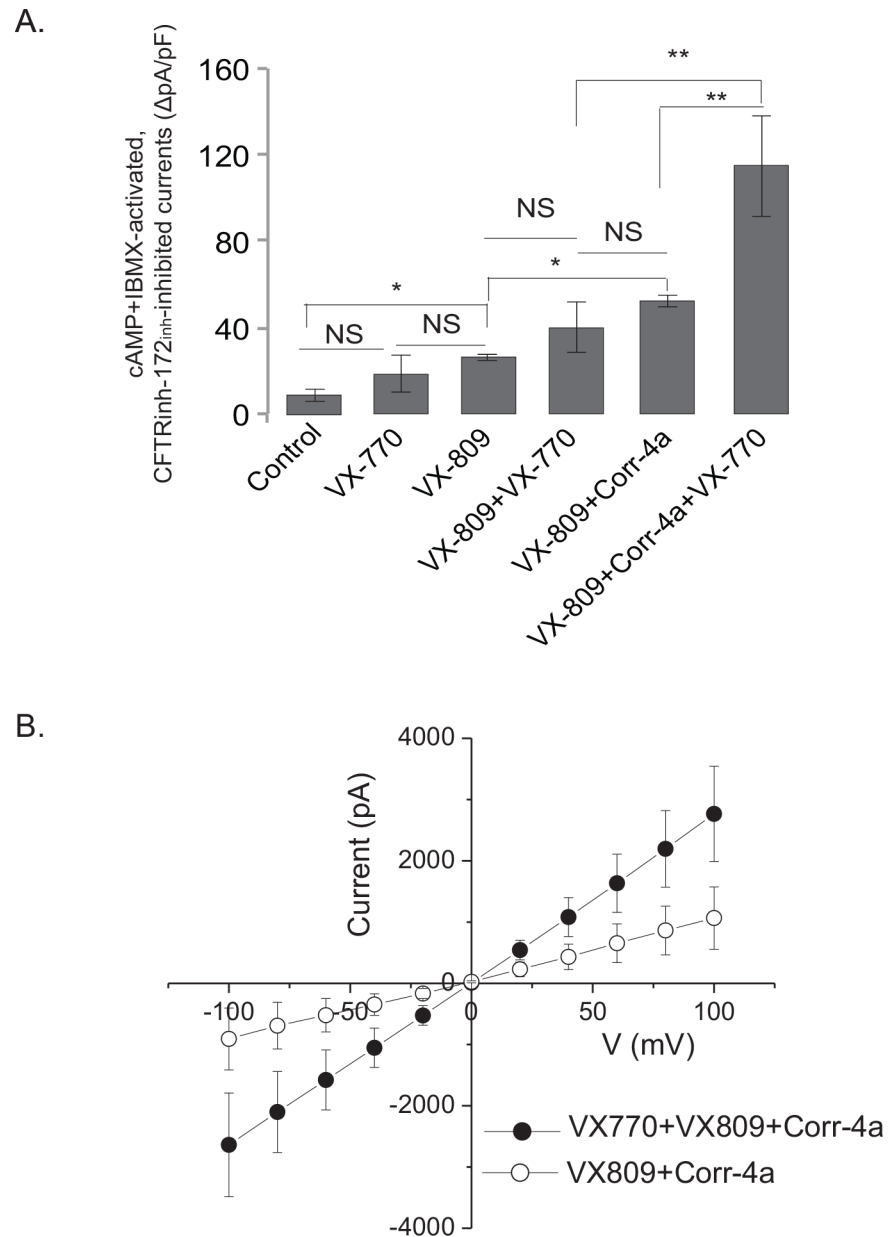 A.
cAMP+IBMX-activated,
CFTRinh-172inh-inhibited currents (ΔpA/pF)
160
120
80
40
0
**
**
NS
NS
*
*
NS
NS
Control
VX-770
VX-809
VX-809+VX-770
VX-809+Corr-4a
VX-809+Corr-4a+VX-770
B.
Current (pA)
4000
2000
0
-2000
-4000
-100
-50
0
50
100
V (mV)
VX770+VX809+Corr-4a
VX809+Corr-4a